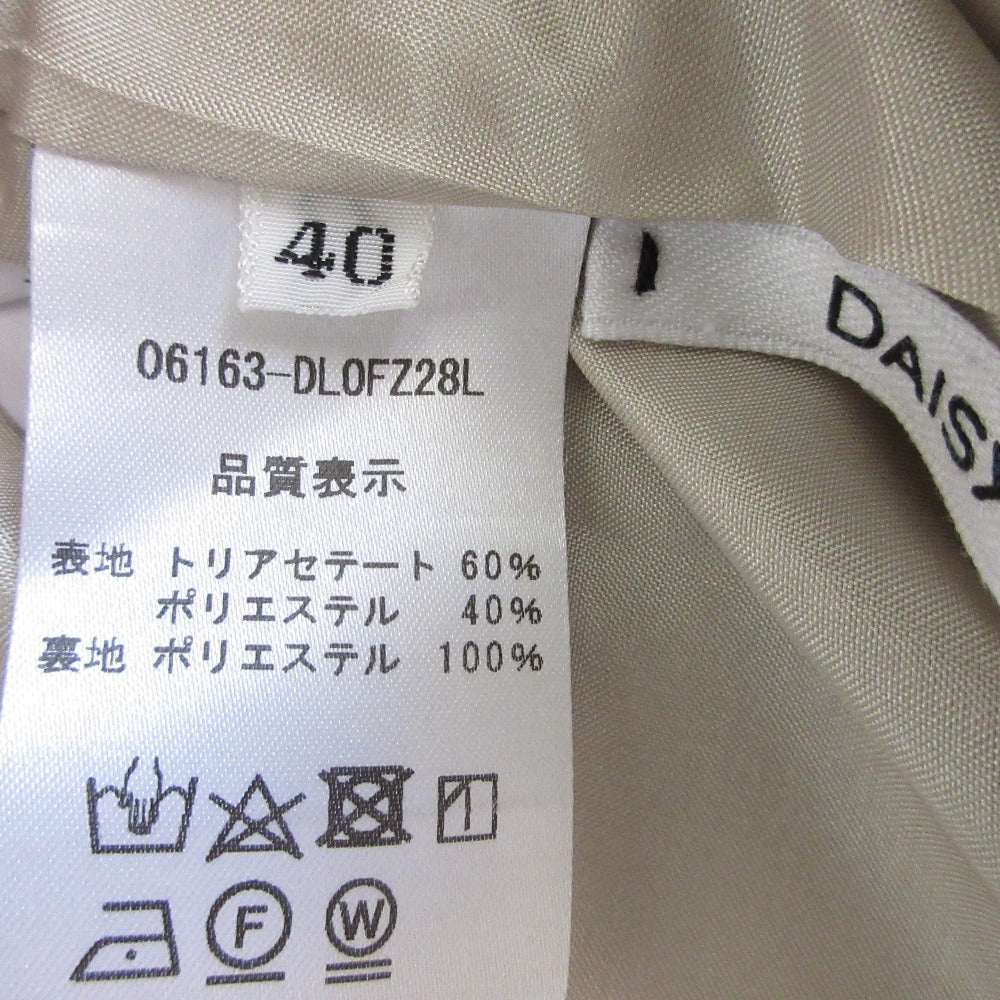 40
06163-DL0FZ28L
品質表示
表地 トリアセテート 60%
ポリエステル 40%
裏地 ポリエステル 100%
F W
DAISY